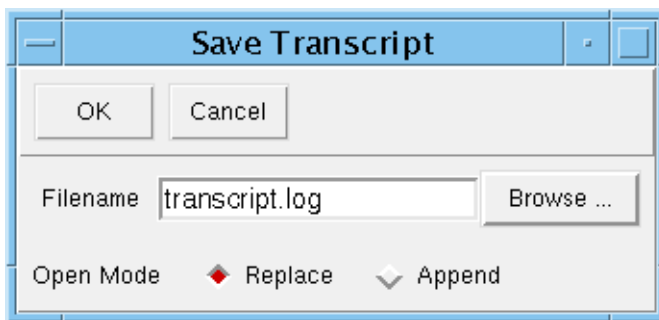 Save Transcript
OK Cancel
Filename transcript.log Browse ...
Open Mode Replace Append